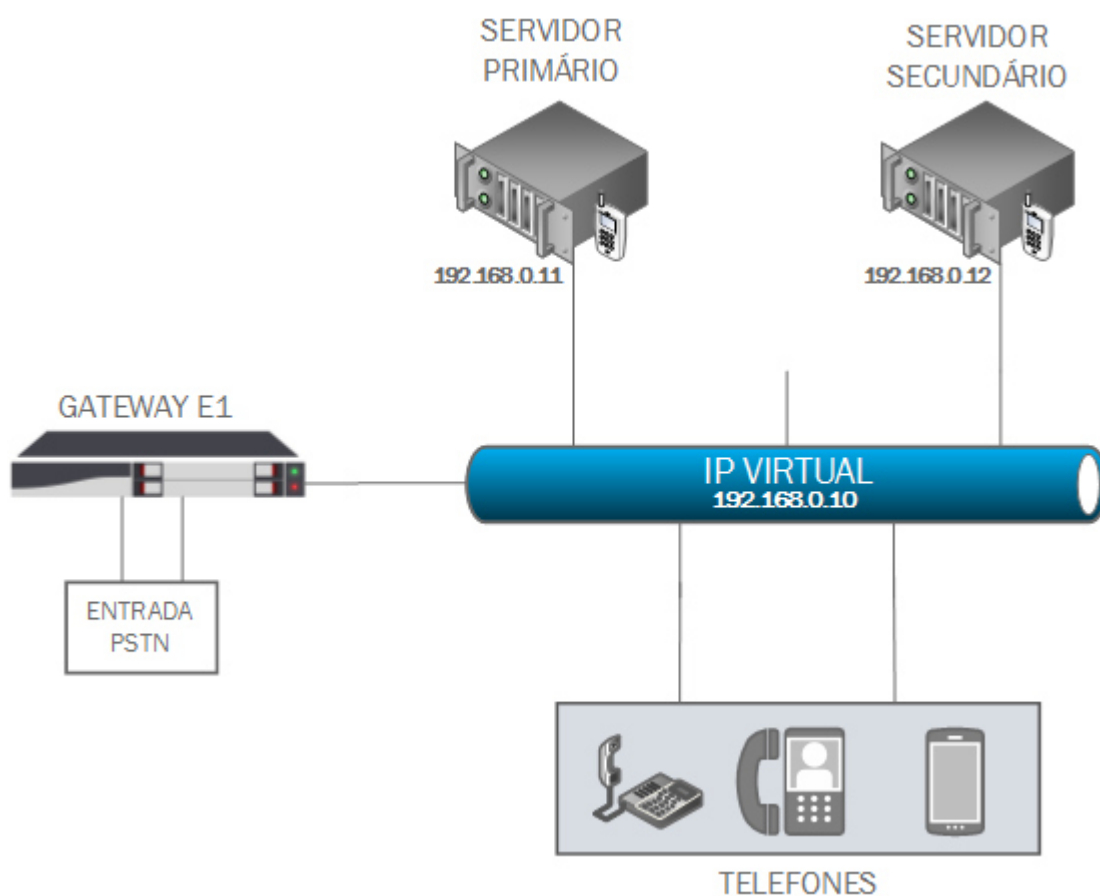 SERVIDOR
PRIMÁRIO
SERVIDOR
SECUNDÁRIO
192.168.0.11
192.168.0.12
GATEWAY E1
IP VIRTUAL
192.168.0.10
ENTRADA
PSTN
TELEFONES